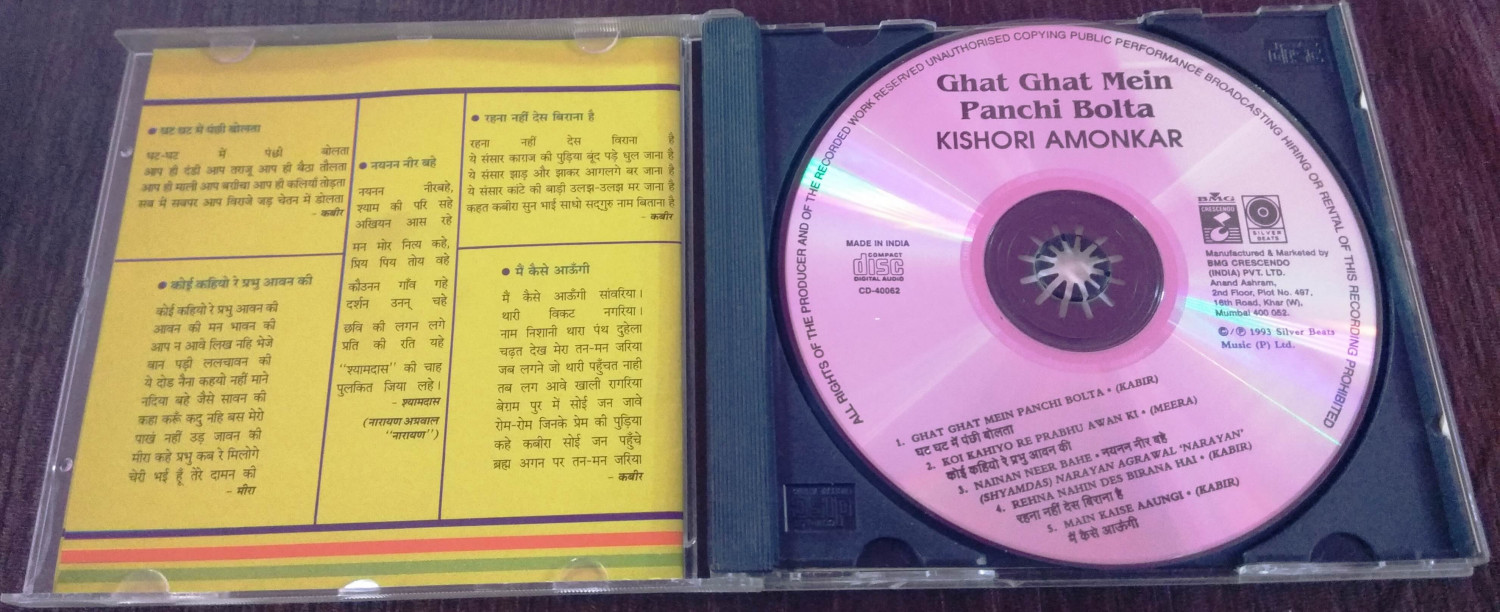 ● घट घट में पंछी बोलता
घट-घट में पंछी बोलता
आप ही दंडी आप तराजू आप ही बैठा तौलता
आप ही माली आप बग़ीचा आप ही कलियाँ तोड़ता
सब में सबपर आप विराजे जड़ चेतन में डोलता
- कबीर
● कोई कहियो रे प्रभु आवन की
कोई कहियो रे प्रभु आवन की
आवन की मन भावन की
आप न आवे लिख नहि भेजे
बान पड़ी ललचावन की
ये दोड नैना कहयो नहीं माने
नदिया बहे जैसे सावन की
कहा करूँ कदु नहि बस मेरो
पाखे नहीं उड़ जावन की
मीरा कहे प्रभु कब रे मिलोगे
चेरी भई हूँ तेरे दामन की
- मीरा
● नयनन नीर बहे
नयनन नीरबहे,
श्याम की परि सहे
अखियन आस रहे
मन मोर नित्य कहे,
प्रिय पिय तोय वहे
कौउनन गाँव गहे
दर्शन उनन् चहे
छवि की लगन लगे
प्रति की रति यहे
“श्यामदास” की चाह
पुलकित जिया लहे।
- श्यामदास
(नारायण अग्रवाल
“नारायण”)
● रहना नहीं देस बिराना है
रहना नहीं देस विराना है
ये संसार काराज की पुड़िया बूंद पड़े घुल जाना है
ये संसार झाड़ और झाकर आगलगे बर जाना है
ये संसार कांटे की बाड़ी उलझ-उलझ मर जाना है
कहत कबीरा सुन भाई साधो सद्गुरु नाम बिताना है
- कबीर
● मैं कैसे आऊँगी
मैं कैसे आऊँगी सांवरिया।
थारी विकट नगरिया।
नाम निशानी थारा पंथ दुहेला
चढ़त देख मेरा तन-मन जरिया
जब लगने जो थारी पहुँचत नाही
तब लग आवे खाली रागरिया
बेराम पुर में सोई जन जावे
रोम-रोम जिनके प्रेम की पुड़िया
कहे कबीरा सोई जन पहुँचे
ब्रह्म अगन पर तन-मन जरिया
- कबीर
ALL RIGHTS OF THE PRODUCER AND OF THE RECORDED WORK RESERVED UNAUTHORISED COPYING PUBLIC PERFORMANCE BROADCASTING HIRING OR RENTAL OF THIS RECORDING PROHIBITED
Ghat Ghat Mein
Panchi Bolta
KISHORI AMONKAR
MADE IN INDIA
COMPACT
disc
DIGITAL AUDIO
CD-40062
BMG
CRESCENDO
SILVER
BEATS
Manufactured & Marketed by
BMG CRESCENDO
(INDIA) PVT. LTD.
Anand Ashram,
2nd Floor, Plot No. 497,
16th Road, Khar (W),
Mumbai 400 052.
©/℗ 1993 Silver Beats
Music (P) Ltd.
1. GHAT GHAT MEIN PANCHI BOLTA • (KABIR)
घट घट में पंछी बोलता
2. KOI KAHIYO RE PRABHU AWAN KI • (MEERA)
कोई कहियो रे प्रभु आवन की
3. NAINAN NEER BAHE • नयनन नीर बहे
(SHYAMDAS) NARAYAN AGRAWAL 'NARAYAN'
4. REHNA NAHIN DES BIRANA HAI • (KABIR)
रहना नहीं देस बिराना है
5. MAIN KAISE AAUNGI • (KABIR)
मैं कैसे आऊँगी